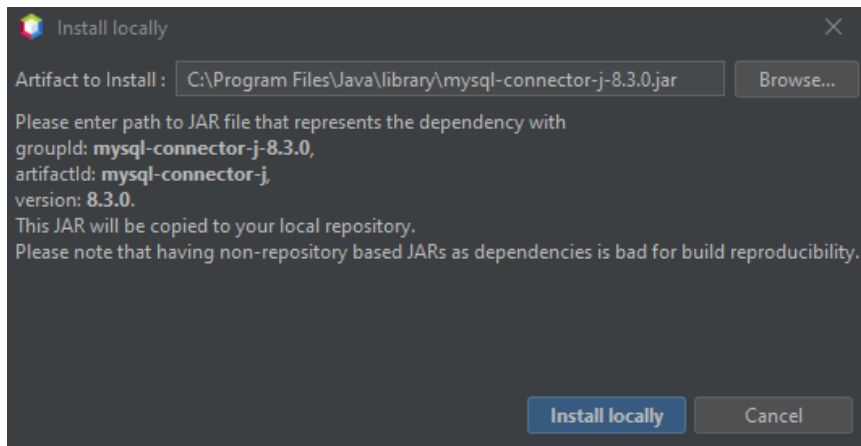 Install locally
Artifact to Install : C:\Program Files\Java\library\mysql-connector-j-8.3.0.jar Browse...
Please enter path to JAR file that represents the dependency with
groupId: mysql-connector-j-8.3.0,
artifactId: mysql-connector-j,
version: 8.3.0.
This JAR will be copied to your local repository.
Please note that having non-repository based JARs as dependencies is bad for build reproducibility.
Install locally Cancel